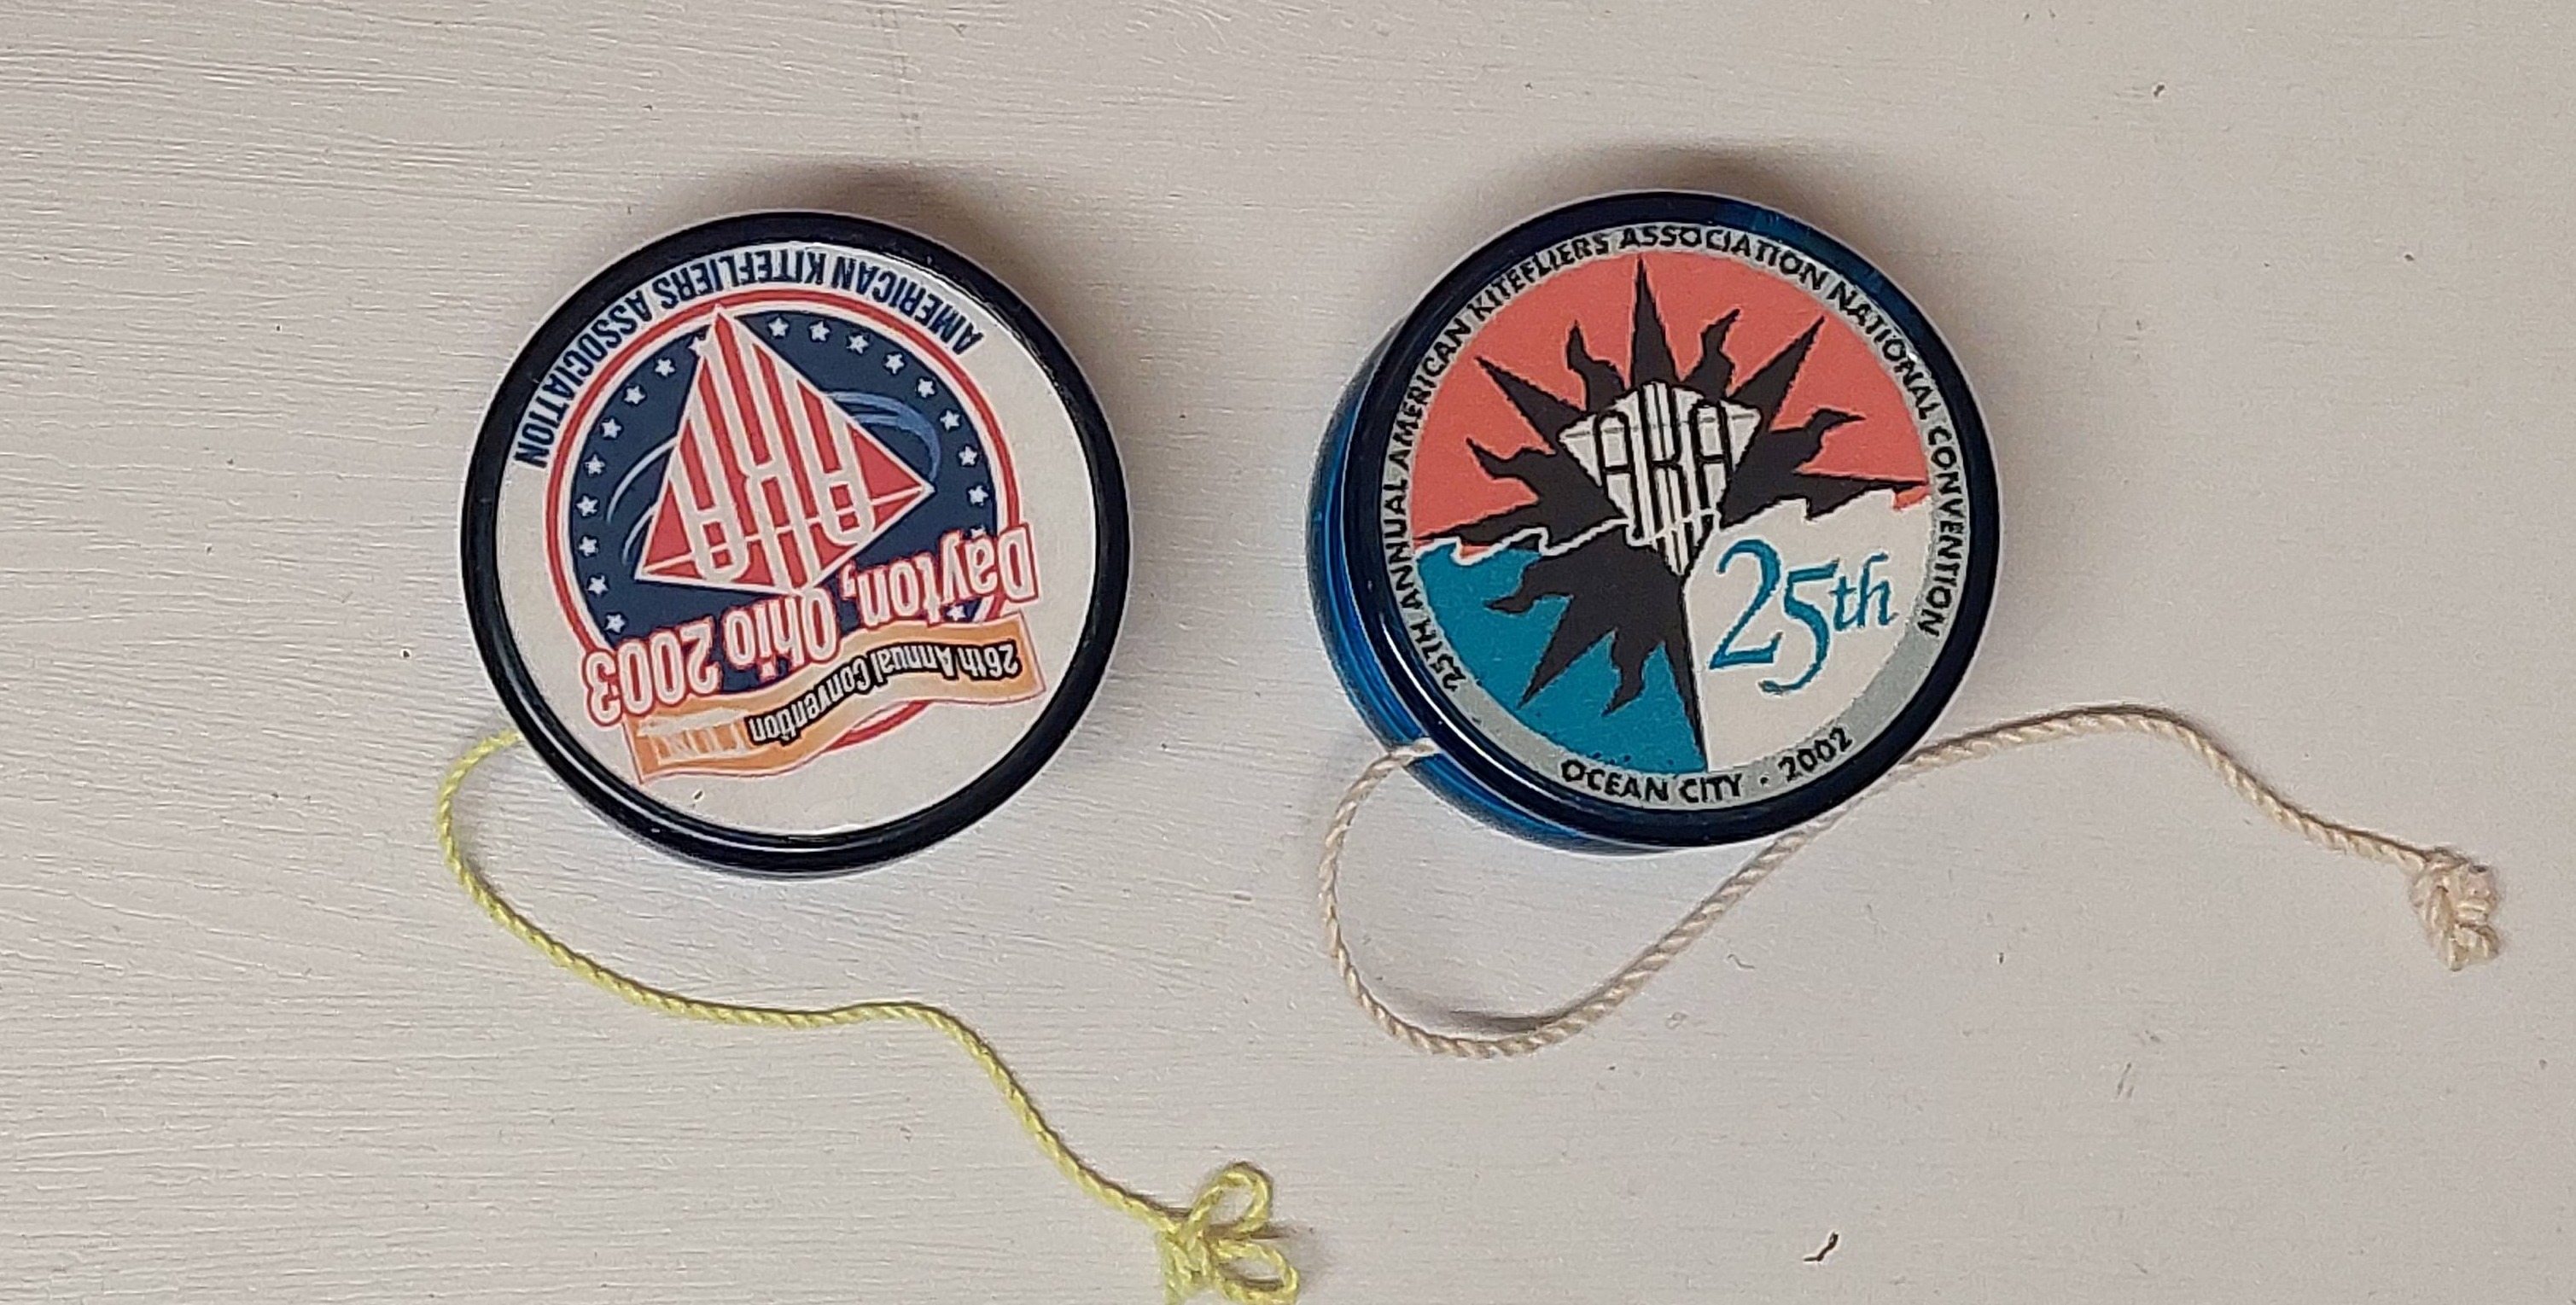 AMERICAN KITEFLIERS ASSOCIATION
AKA
Dayton, Ohio 2003
26th Annual Convention
25TH ANNUAL AMERICAN KITEFLIERS ASSOCIATION NATIONAL CONVENTION
AKA
25th
OCEAN CITY · 2002